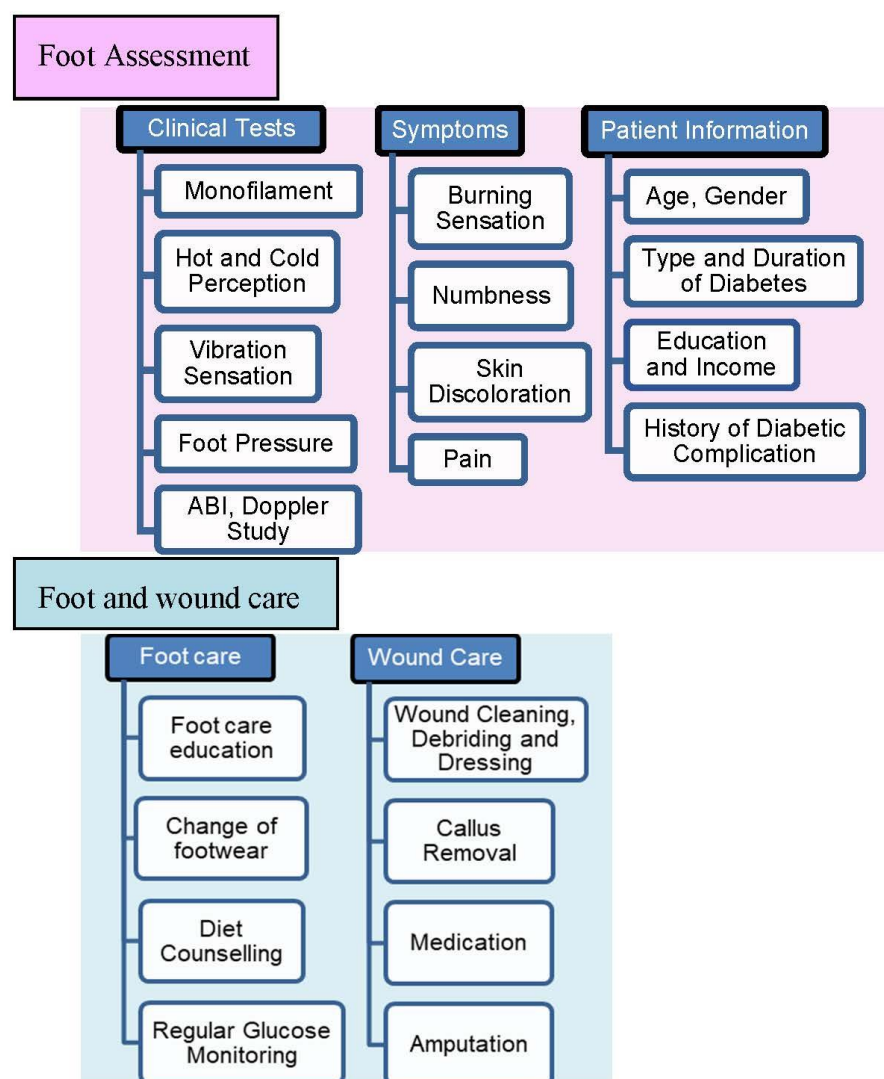 Foot Assessment
Clinical Tests
Monofilament
Hot and Cold
Perception
Vibration
Sensation
Foot Pressure
ABI, Doppler
Study
Symptoms
Burning
Sensation
Numbness
Skin
Discoloration
Pain
Patient Information
Age, Gender
Type and Duration
of Diabetes
Education
and Income
History of Diabetic
Complication
Foot and wound care
Foot care
Foot care
education
Change of
footwear
Diet
Counselling
Regular Glucose
Monitoring
Wound Care
Wound Cleaning,
Debriding and
Dressing
Callus
Removal
Medication
Amputation